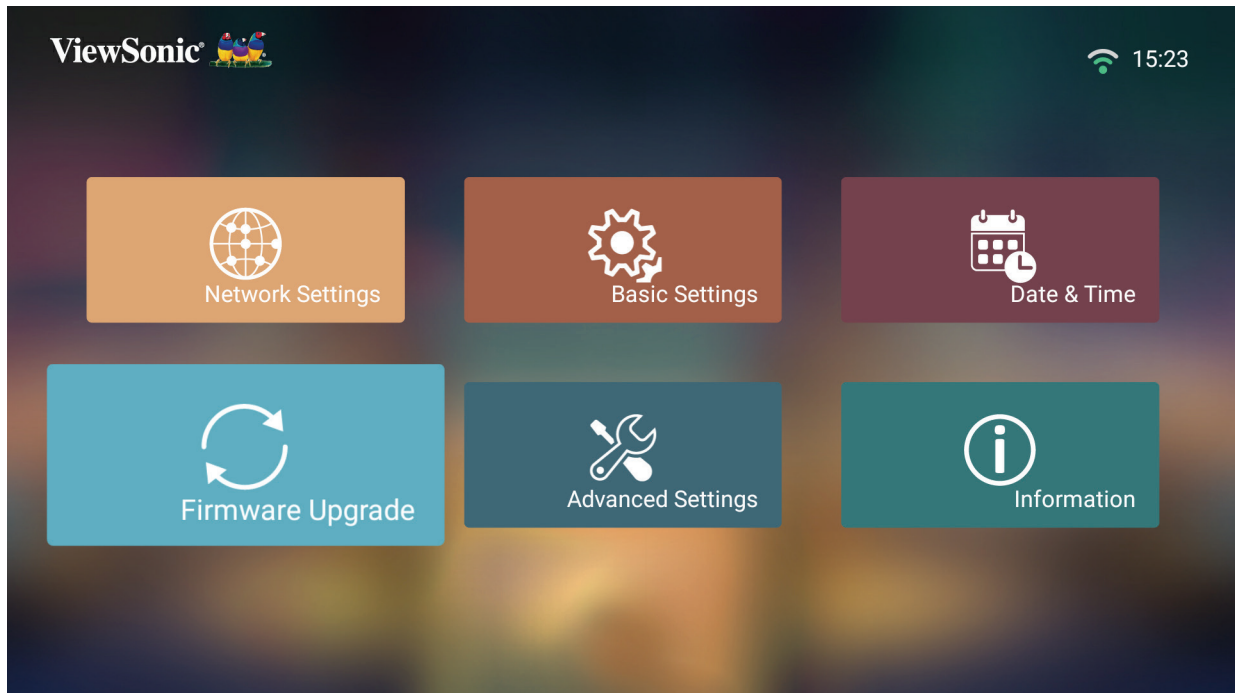 ViewSonic®
15:23
Network Settings
Basic Settings
Date & Time
Firmware Upgrade
Advanced Settings
Information